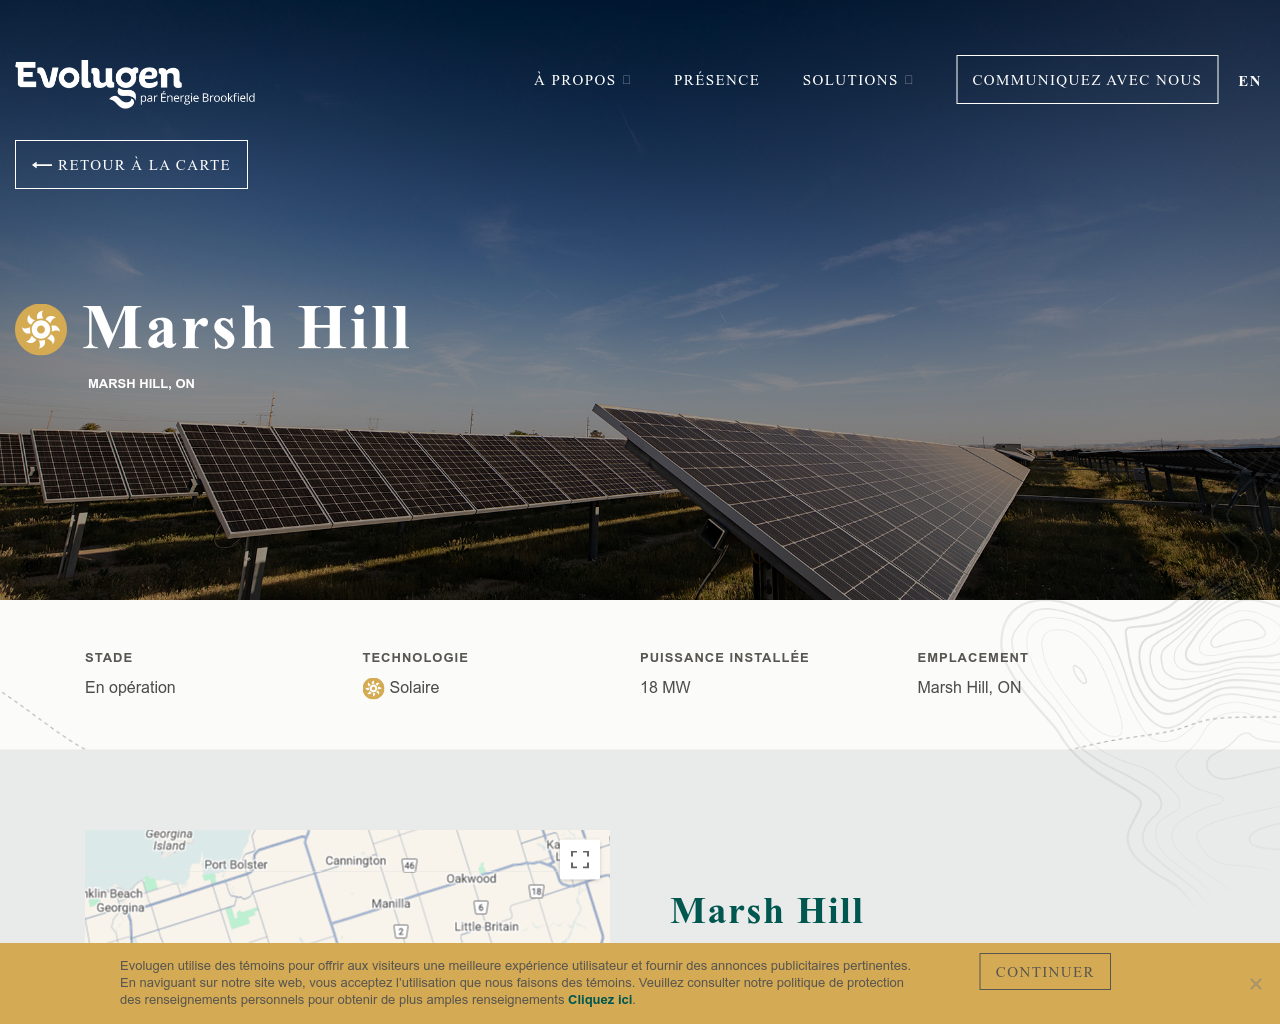 Evolugen
par Énergie Brookfield
À PROPOS
PRÉSENCE
SOLUTIONS
COMMUNIQUEZ AVEC NOUS
EN
RETOUR À LA CARTE
Marsh Hill
MARSH HILL, ON
STADE
En opération
TECHNOLOGIE
Solaire
PUISSANCE INSTALLÉE
18 MW
EMPLACEMENT
Marsh Hill, ON
Georgina
Island
Port Bolster
Cannington
46
Oakwood
18
klin Beach
Georgina
Manilla
6
2
Little Britain
Marsh Hill
Evolugen utilise des témoins pour offrir aux visiteurs une meilleure expérience utilisateur et fournir des annonces publicitaires pertinentes.
En naviguant sur notre site web, vous acceptez l'utilisation que nous faisons des témoins. Veuillez consulter notre politique de protection
des renseignements personnels pour obtenir de plus amples renseignements Cliquez ici.
CONTINUER